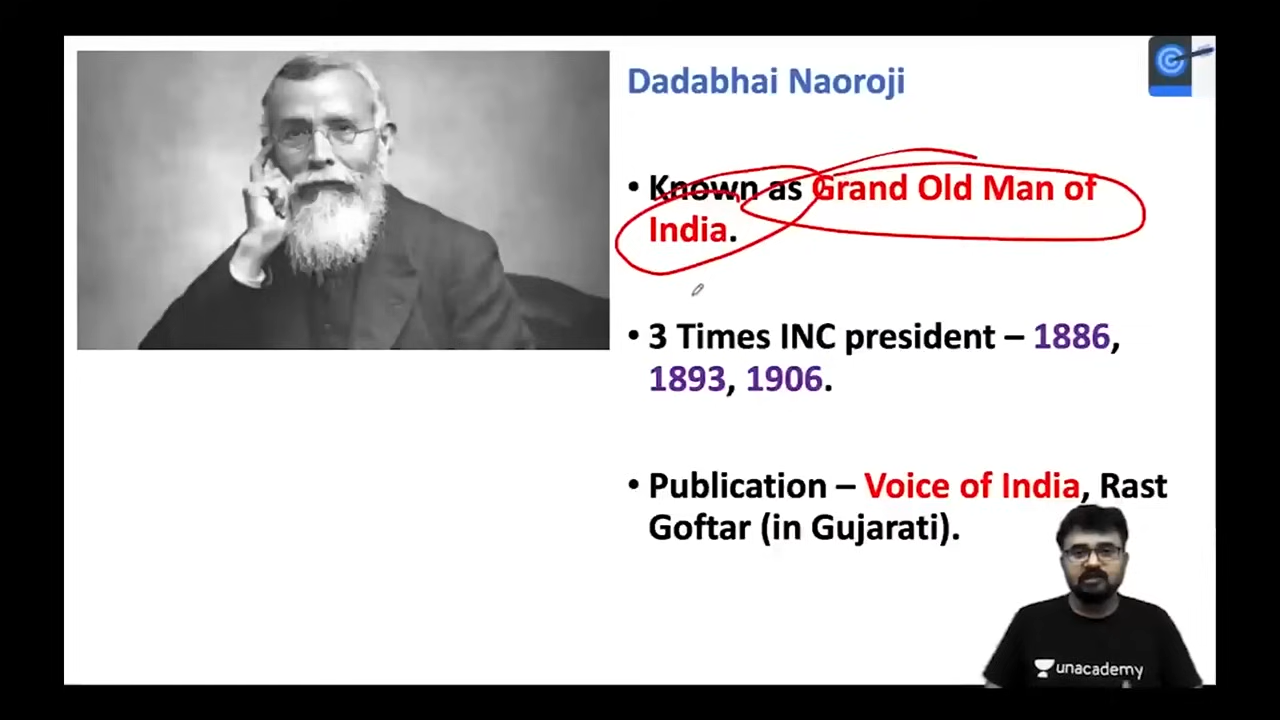 Dadabhai Naoroji
• Known as Grand Old Man of
India.
• 3 Times INC president – 1886,
1893, 1906.
• Publication – Voice of India, Rast
Goftar (in Gujarati).
unacademy